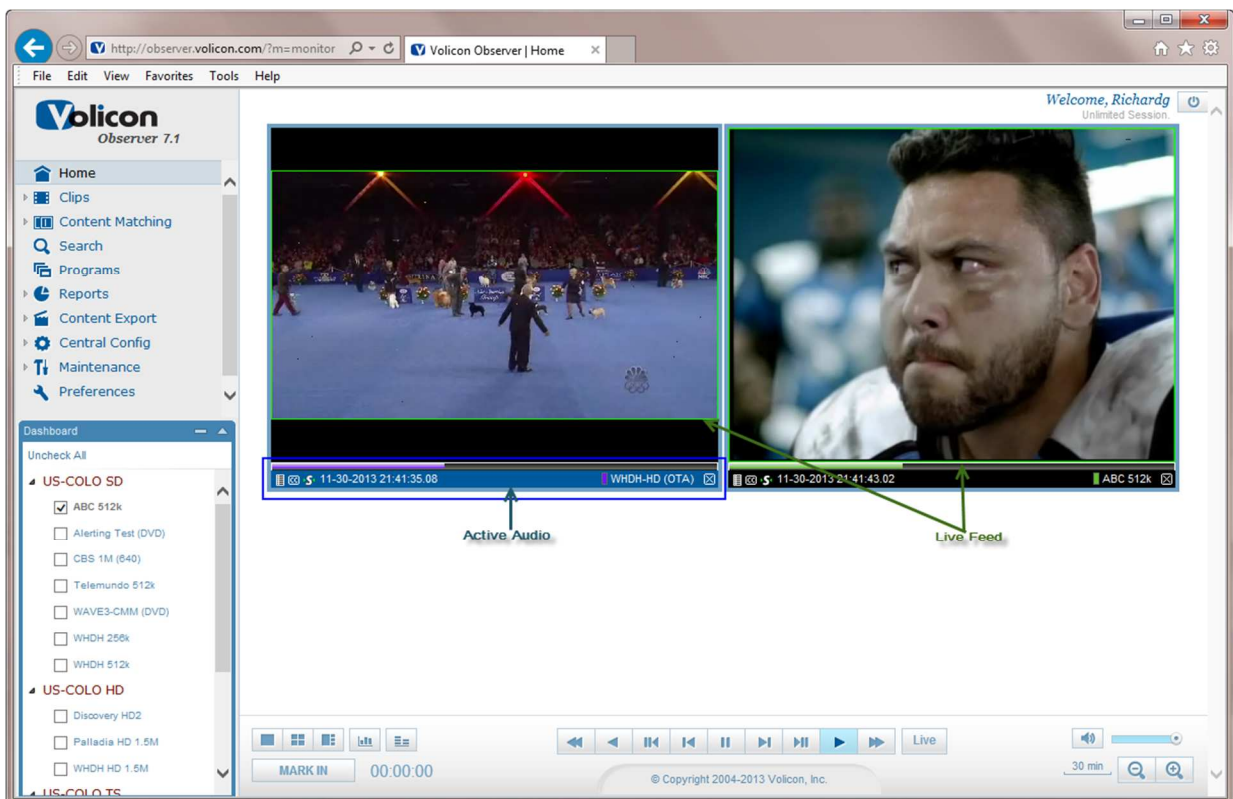 http://observer.volicon.com/?m=monitor
Volicon Observer | Home
File Edit View Favorites Tools Help
Volicon
Observer 7.1
Welcome, Richardg
Unlimited Session.
Home
Clips
Content Matching
Search
Programs
Reports
Content Export
Central Config
Maintenance
Preferences
Dashboard
Uncheck All
US-COLO SD
ABC 512k
Alerting Test (DVD)
CBS 1M (640)
Telemundo 512k
WAVE3-CMM (DVD)
WHDH 256k
WHDH 512k
US-COLO HD
Discovery HD2
Palladia HD 1.5M
WHDH HD 1.5M
US-COLO TS
CC S 11-30-2013 21:41:35.08 WHDH-HD (OTA)
CC S 11-30-2013 21:41:43.02 ABC 512k
Active Audio
Live Feed
Live
MARK IN 00:00:00
© Copyright 2004-2013 Volicon, Inc.
30 min